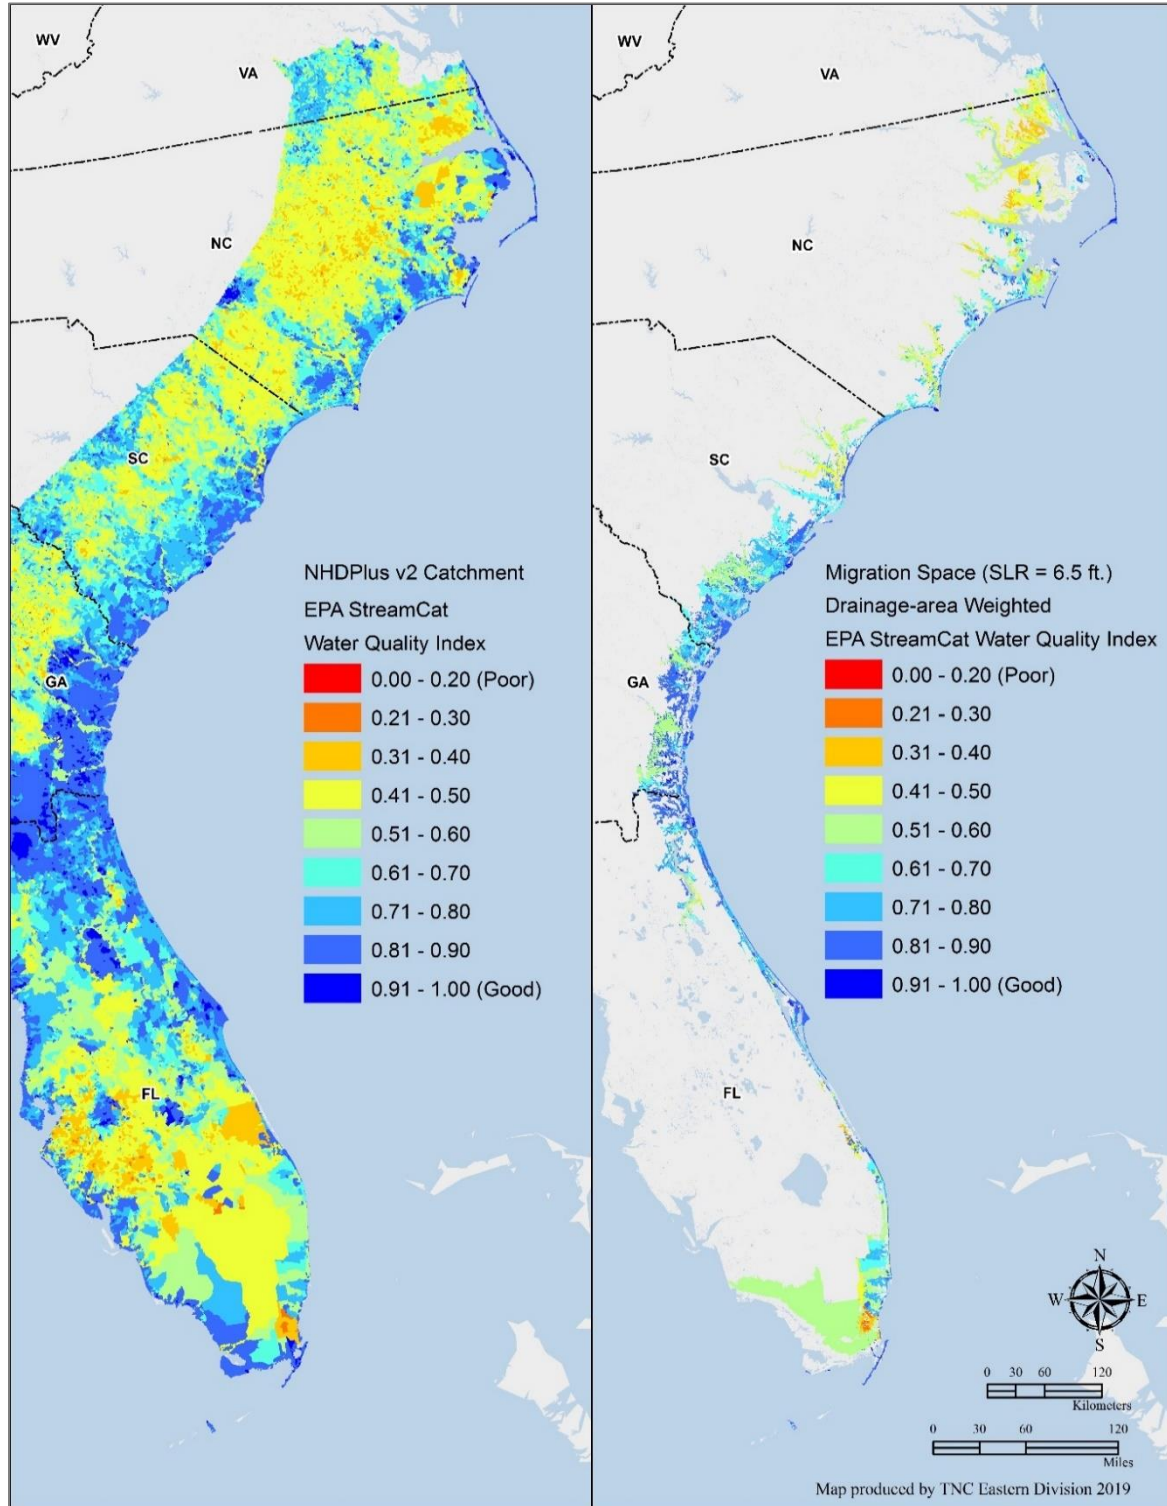 WV
VA
NC
SC
GA
FL
NHDPlus v2 Catchment
EPA StreamCat
Water Quality Index
0.00 - 0.20 (Poor)
0.21 - 0.30
0.31 - 0.40
0.41 - 0.50
0.51 - 0.60
0.61 - 0.70
0.71 - 0.80
0.81 - 0.90
0.91 - 1.00 (Good)
WV
VA
NC
SC
GA
FL
Migration Space (SLR = 6.5 ft.)
Drainage-area Weighted
EPA StreamCat Water Quality Index
0.00 - 0.20 (Poor)
0.21 - 0.30
0.31 - 0.40
0.41 - 0.50
0.51 - 0.60
0.61 - 0.70
0.71 - 0.80
0.81 - 0.90
0.91 - 1.00 (Good)
N
W E
S
0 30 60 120
Kilometers
0 30 60 120
Miles
Map produced by TNC Eastern Division 2019